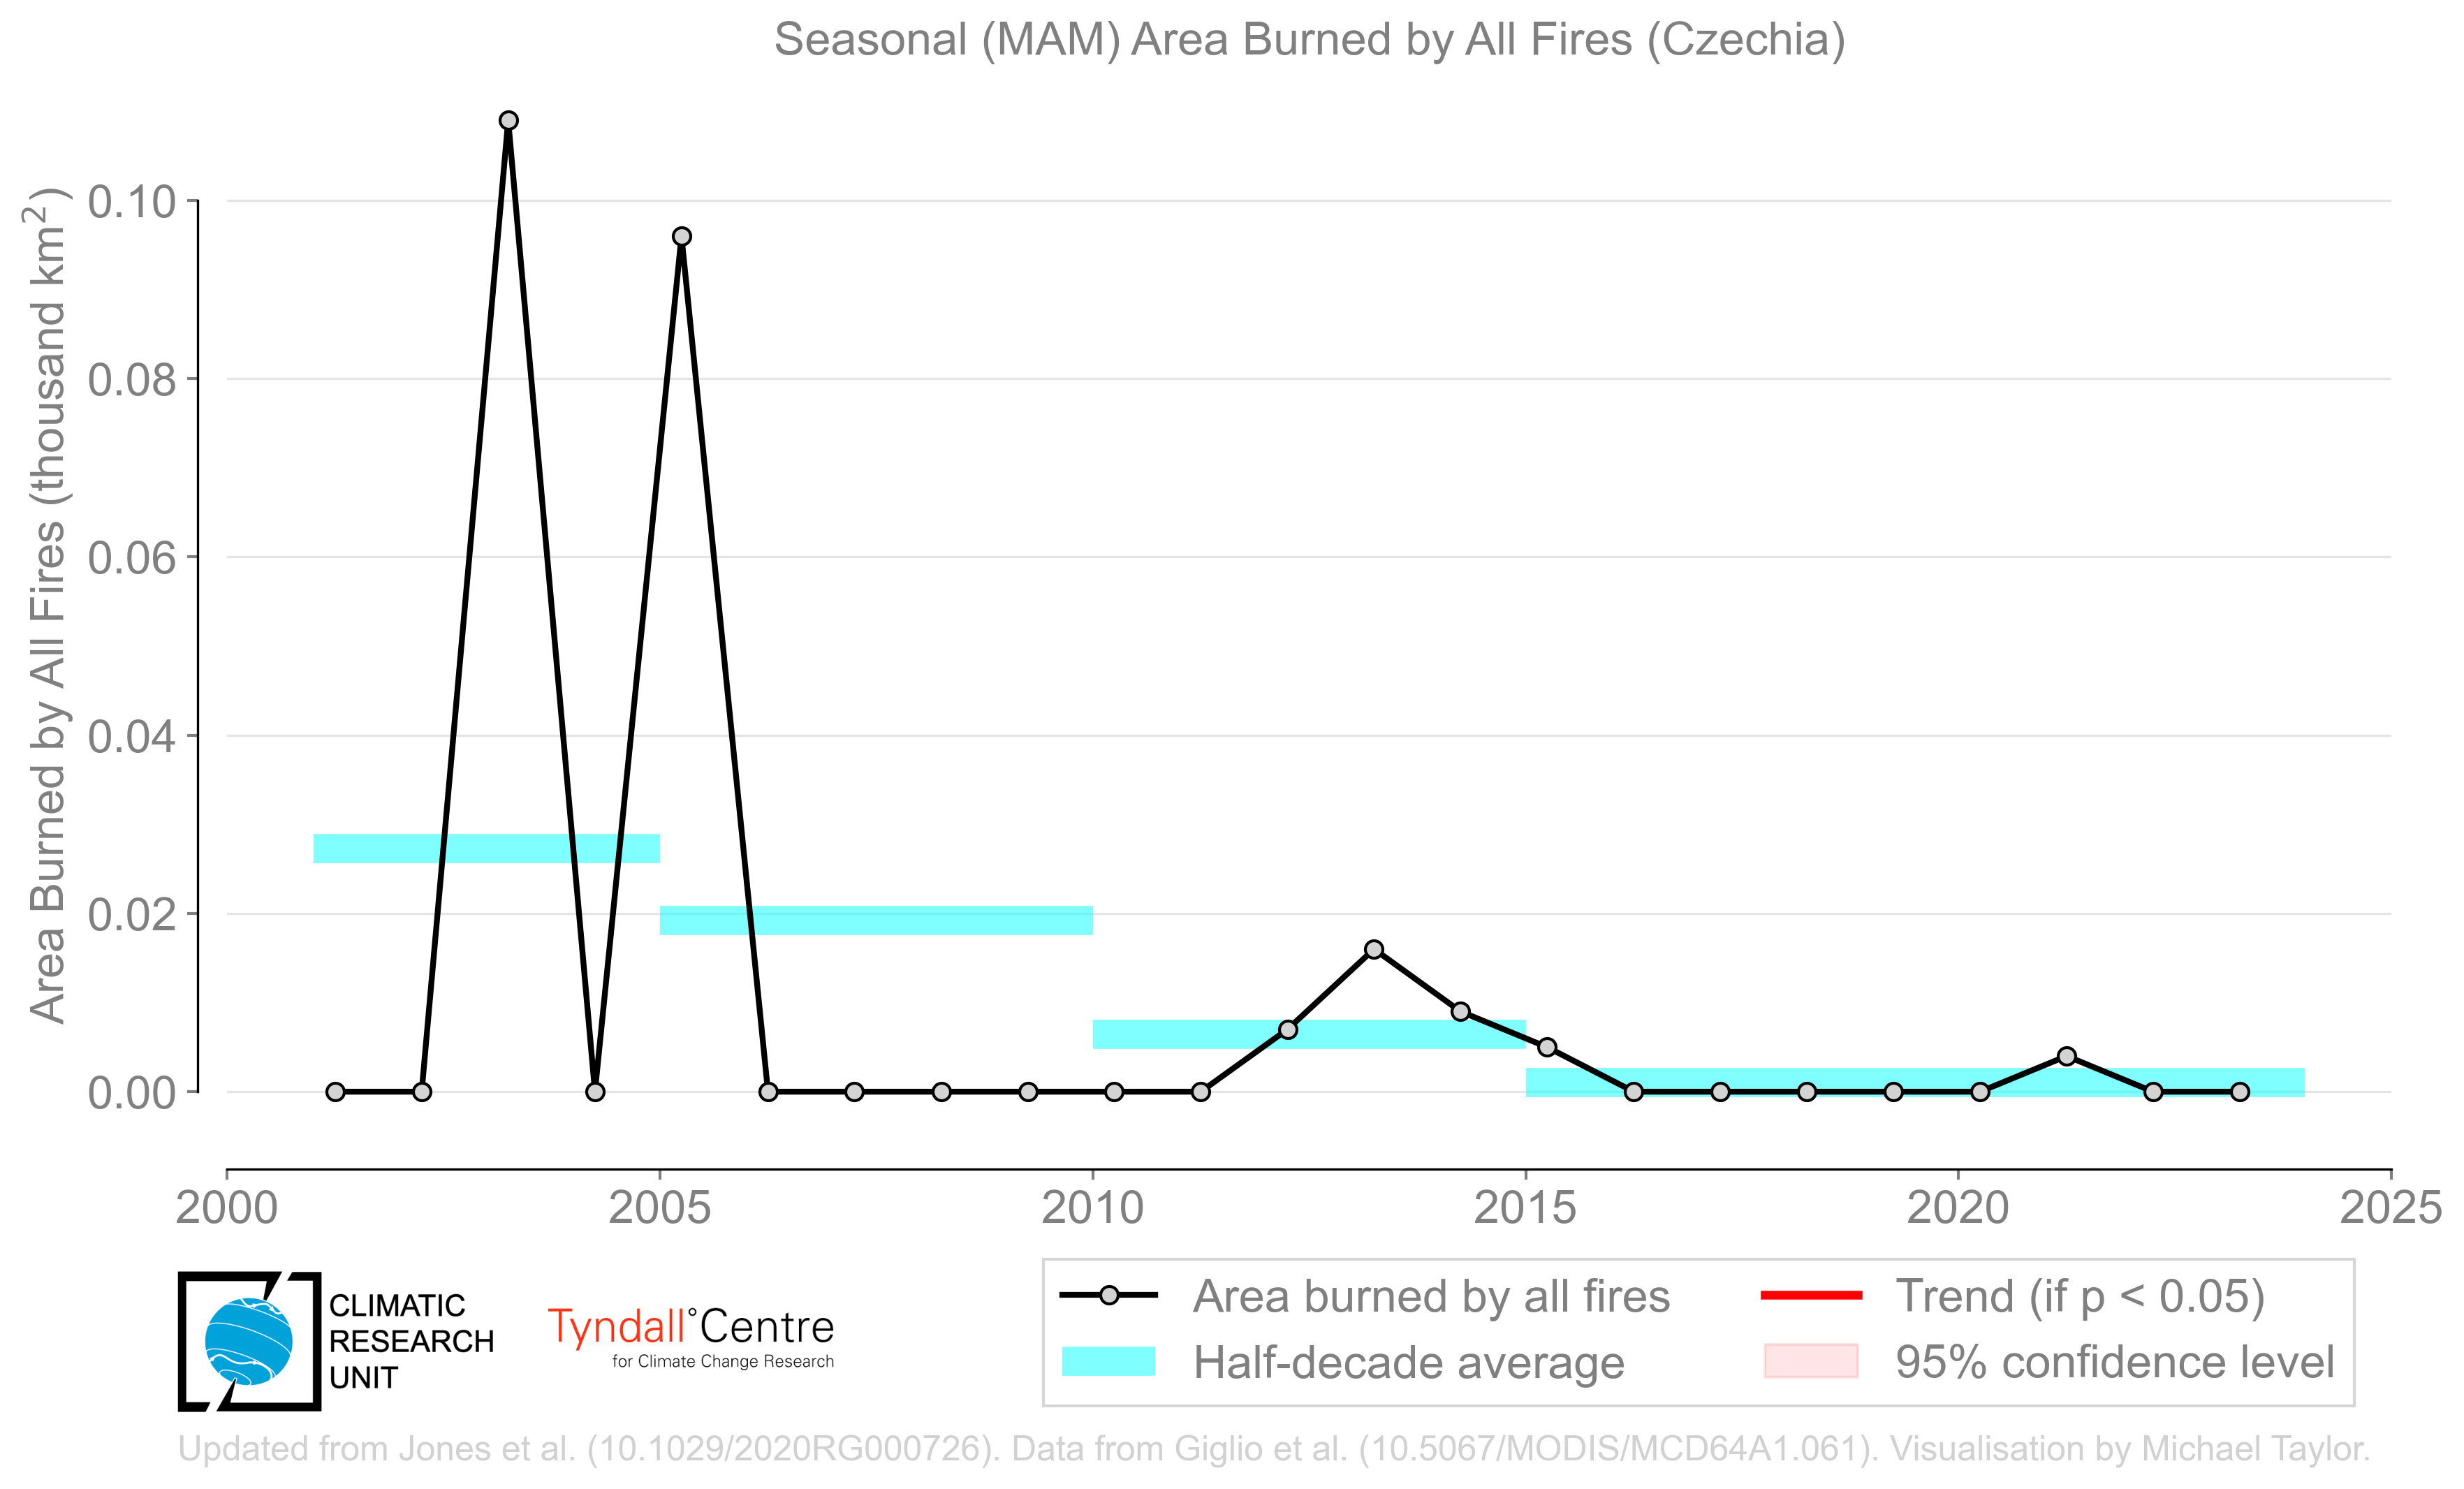 Seasonal (MAM) Area Burned by All Fires (Czechia)
Area Burned by All Fires (thousand km²)
0.10
0.08
0.06
0.04
0.02
0.00
2000 2005 2010 2015 2020 2025
CLIMATIC
RESEARCH
UNIT
Tyndall°Centre
for Climate Change Research
Area burned by all fires
Half-decade average
Trend (if p < 0.05)
95% confidence level
Updated from Jones et al. (10.1029/2020RG000726). Data from Giglio et al. (10.5067/MODIS/MCD64A1.061). Visualisation by Michael Taylor.